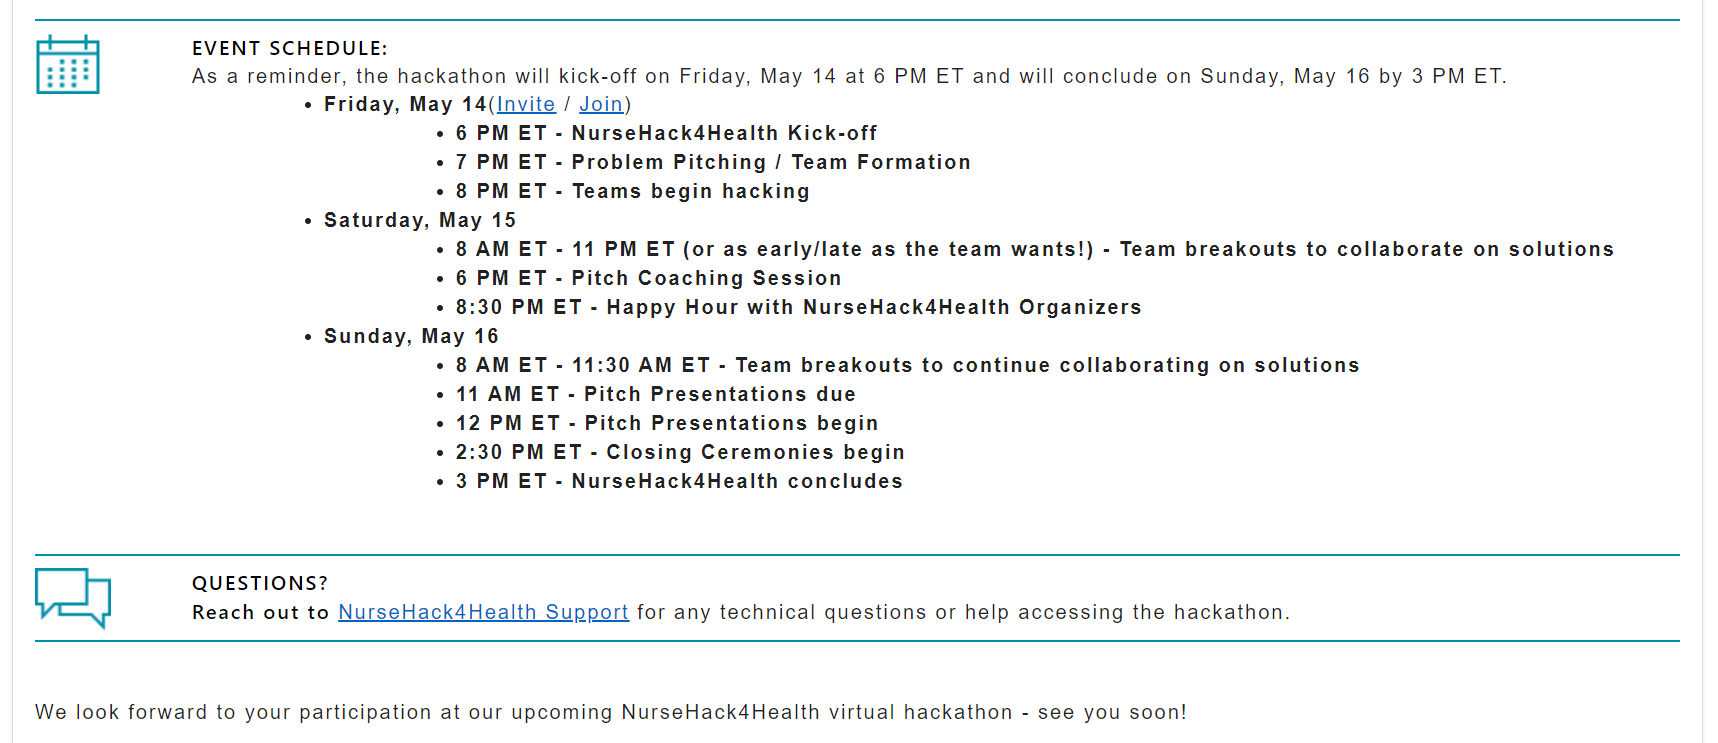 EVENT SCHEDULE:
As a reminder, the hackathon will kick-off on Friday, May 14 at 6 PM ET and will conclude on Sunday, May 16 by 3 PM ET.
• Friday, May 14(Invite / Join)
• 6 PM ET - NurseHack4Health Kick-off
• 7 PM ET - Problem Pitching / Team Formation
• 8 PM ET - Teams begin hacking
• Saturday, May 15
• 8 AM ET - 11 PM ET (or as early/late as the team wants!) - Team breakouts to collaborate on solutions
• 6 PM ET - Pitch Coaching Session
• 8:30 PM ET - Happy Hour with NurseHack4Health Organizers
• Sunday, May 16
• 8 AM ET - 11:30 AM ET - Team breakouts to continue collaborating on solutions
• 11 AM ET - Pitch Presentations due
• 12 PM ET - Pitch Presentations begin
• 2:30 PM ET - Closing Ceremonies begin
• 3 PM ET - NurseHack4Health concludes
QUESTIONS?
Reach out to NurseHack4Health Support for any technical questions or help accessing the hackathon.
We look forward to your participation at our upcoming NurseHack4Health virtual hackathon - see you soon!